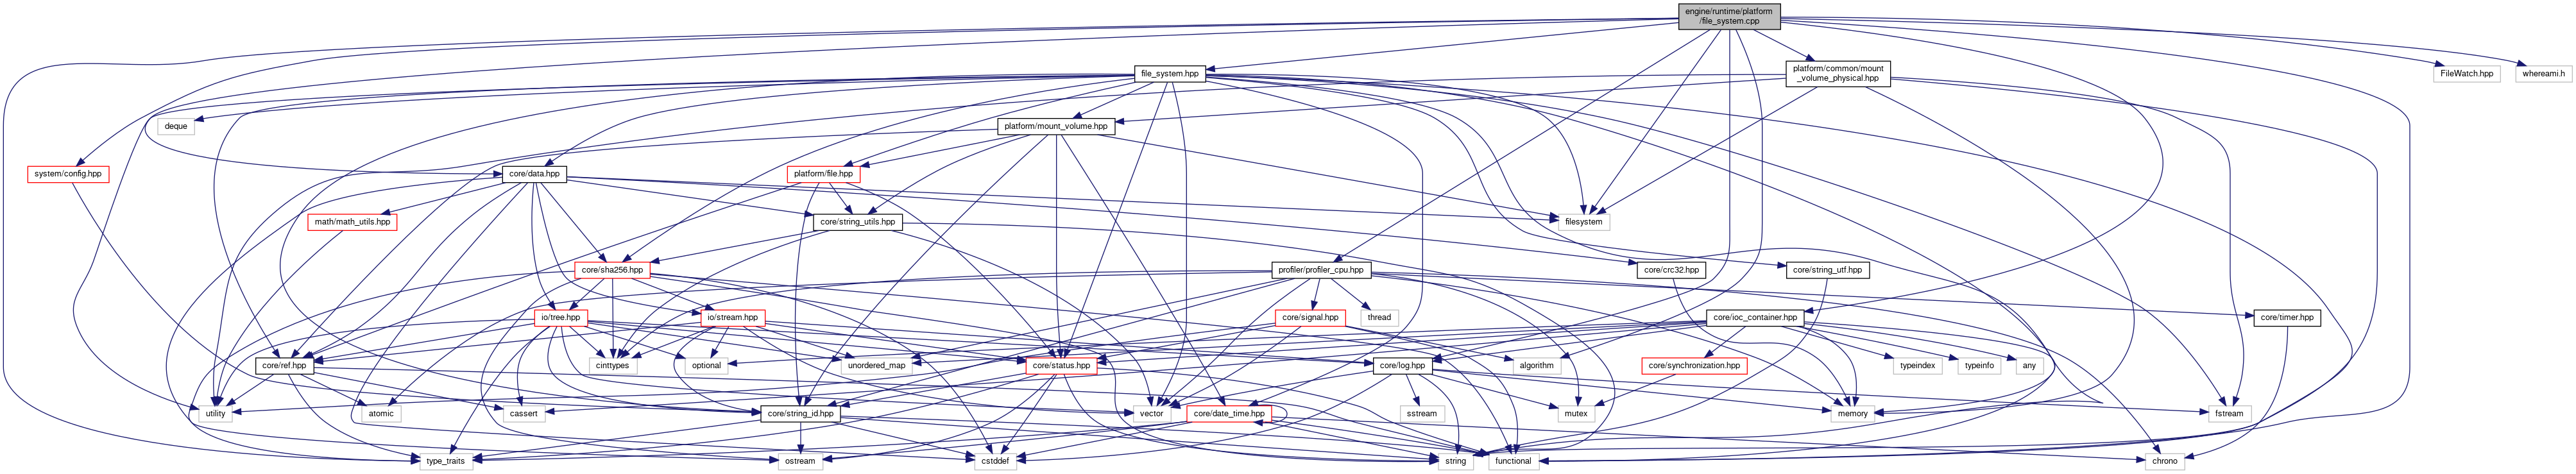 engine/runtime/platform
/file_system.cpp
file_system.hpp
platform/common/mount
_volume_physical.hpp
FileWatch.hpp
whereami.h
deque
platform/mount_volume.hpp
system/config.hpp
core/data.hpp
platform/file.hpp
math/math_utils.hpp
core/string_utils.hpp
filesystem
core/sha256.hpp
profiler/profiler_cpu.hpp
core/crc32.hpp
core/string_utf.hpp
io/tree.hpp
io/stream.hpp
core/signal.hpp
thread
core/ioc_container.hpp
core/timer.hpp
core/ref.hpp
cinttypes
optional
unordered_map
core/status.hpp
core/log.hpp
algorithm
core/synchronization.hpp
typeindex
typeinfo
any
utility
atomic
cassert
core/string_id.hpp
vector
core/date_time.hpp
sstream
mutex
memory
fstream
type_traits
ostream
cstddef
string
functional
chrono